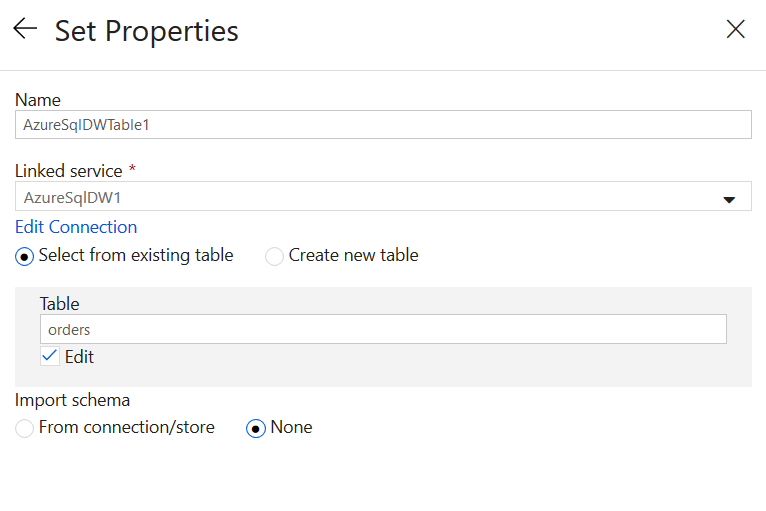 Set Properties
Name
AzureSqlDWTable1
Linked service *
AzureSqlDW1
Edit Connection
Select from existing table Create new table
Table
orders
Edit
Import schema
From connection/store None